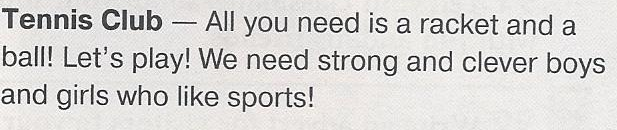 Tennis Club — All you need is a racket and a
ball! Let's play! We need strong and clever boys
and girls who like sports!